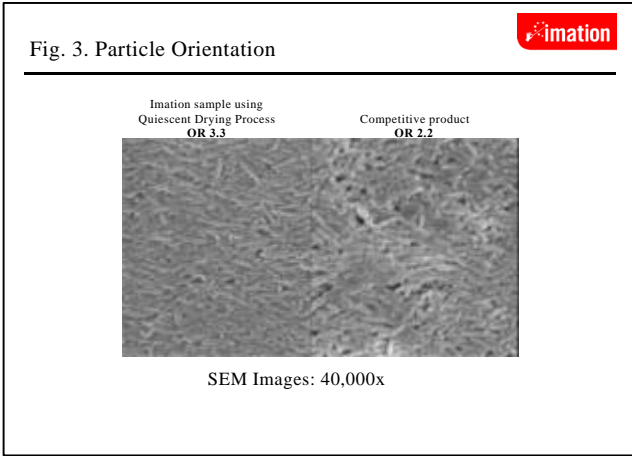 Fig. 3. Particle Orientation
imation
Imation sample using
Quiescent Drying Process
OR 3.3
Competitive product
OR 2.2
SEM Images: 40,000x